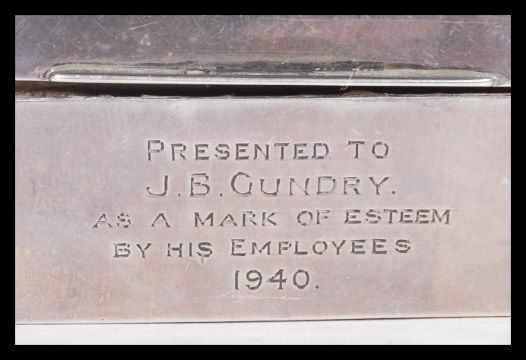 PRESENTED TO
J.B. GUNDRY.
AS A MARK OF ESTEEM
BY HIS EMPLOYEES
1940.